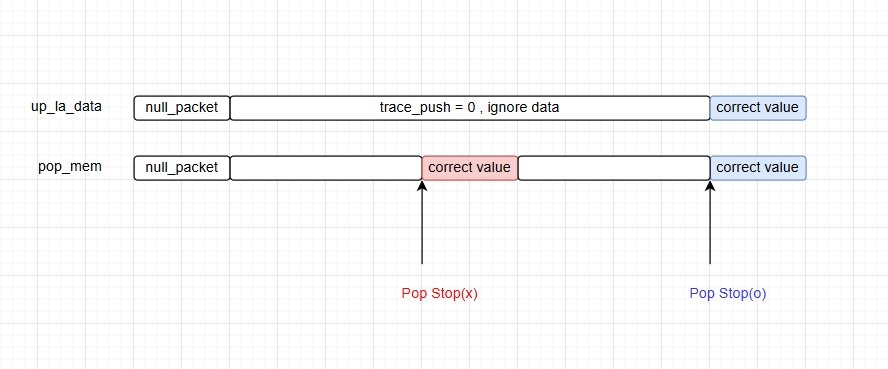 up_la_data null_packet trace_push = 0 , ignore data correct value
pop_mem null_packet correct value correct value
Pop Stop(x) Pop Stop(o)